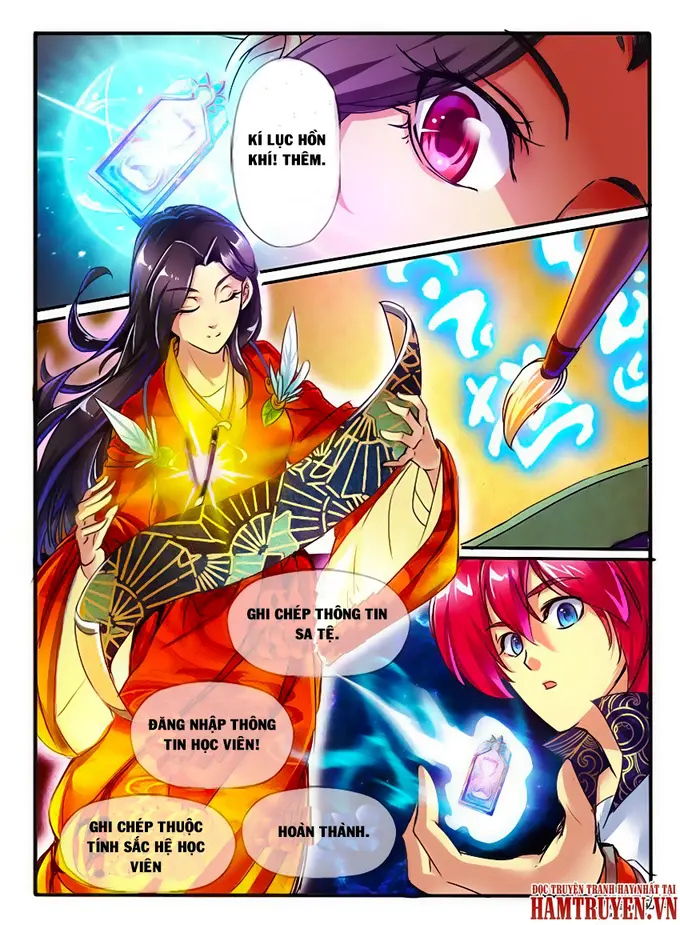 KÍ LỤC HỒN
KHÍ! THÊM.
GHI CHÉP THÔNG TIN
SA TỆ.
ĐĂNG NHẬP THÔNG
TIN HỌC VIÊN!
GHI CHÉP THUỘC
TÍNH SẮC HỆ HỌC
VIÊN
HOÀN THÀNH.
ĐỌC TRUYỆN TRANH HAY NHẤT TẠI
HAMTRUYEN.VN